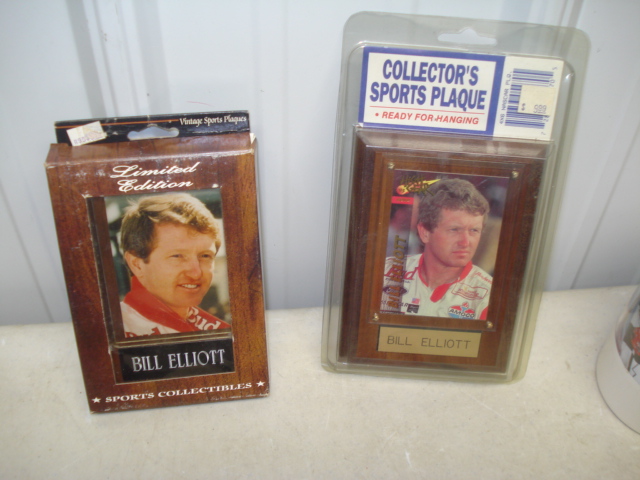 Vintage Sports Plaques
Limited
Edition
BILL ELLIOTT
★ SPORTS COLLECTIBLES ★
COLLECTOR'S
SPORTS PLAQUE
• READY FOR HANGING •
BILL ELLIOTT